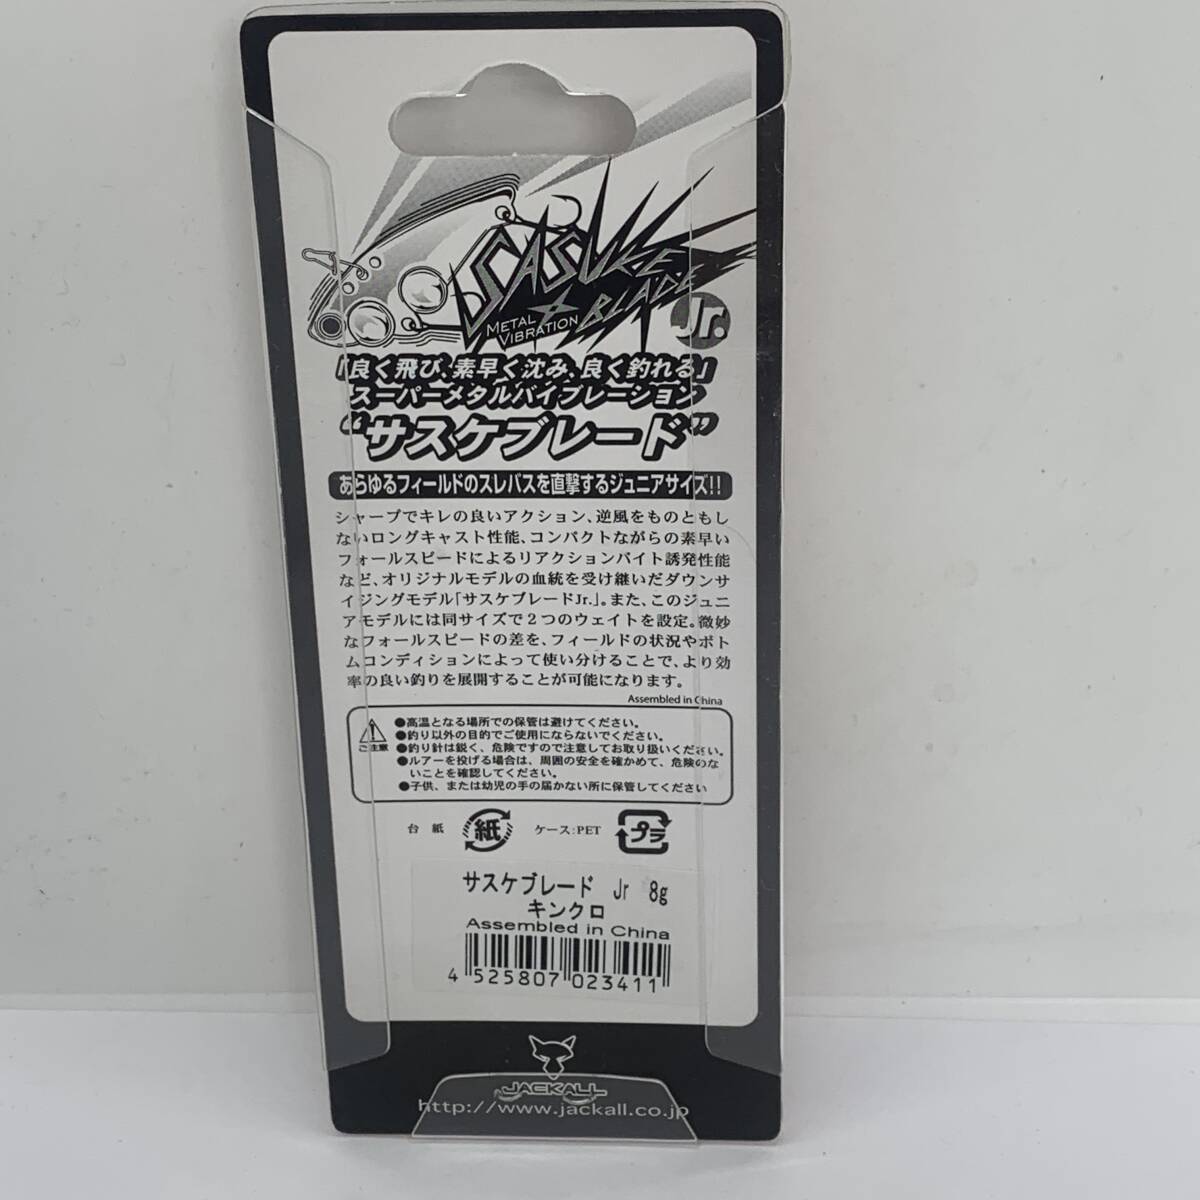 SASUKE
BLADE
METAL
VIBRATION
Jr.
「良く飛び、素早く沈み、良く釣れる」
スーパーメタルバイブレーション
“サスケブレード”
あらゆるフィールドのスレバスを直撃するジュニアサイズ!!
シャープでキレの良いアクション、逆風をものともし
ないロングキャスト性能、コンパクトながらの素早い
フォールスピードによるリアクションバイト誘発性能
など、オリジナルモデルの血統を受け継いだダウンサ
イジングモデル「サスケブレードJr.」。また、このジュニ
アモデルには同サイズで2つのウェイトを設定。微妙
なフォールスピードの差を、フィールドの状況やボト
ムコンディションによって使い分けることで、より効
率の良い釣りを展開することが可能になります。
Assembled in China
ご注意
●高温となる場所での保管は避けてください。
●釣り以外の目的でご使用にならないでください。
●釣り針は鋭く、危険ですので注意してお取り扱いください。
●ルアーを投げる場合は、周囲の安全を確かめて、危険のな
いことを確認してください。
●子供、または幼児の手の届かない所に保管してください
台紙 紙 ケース:PET プラ
サスケブレード Jr 8g
キンクロ
Assembled in China
4 525807 023411
JACKALL
http://www.jackall.co.jp